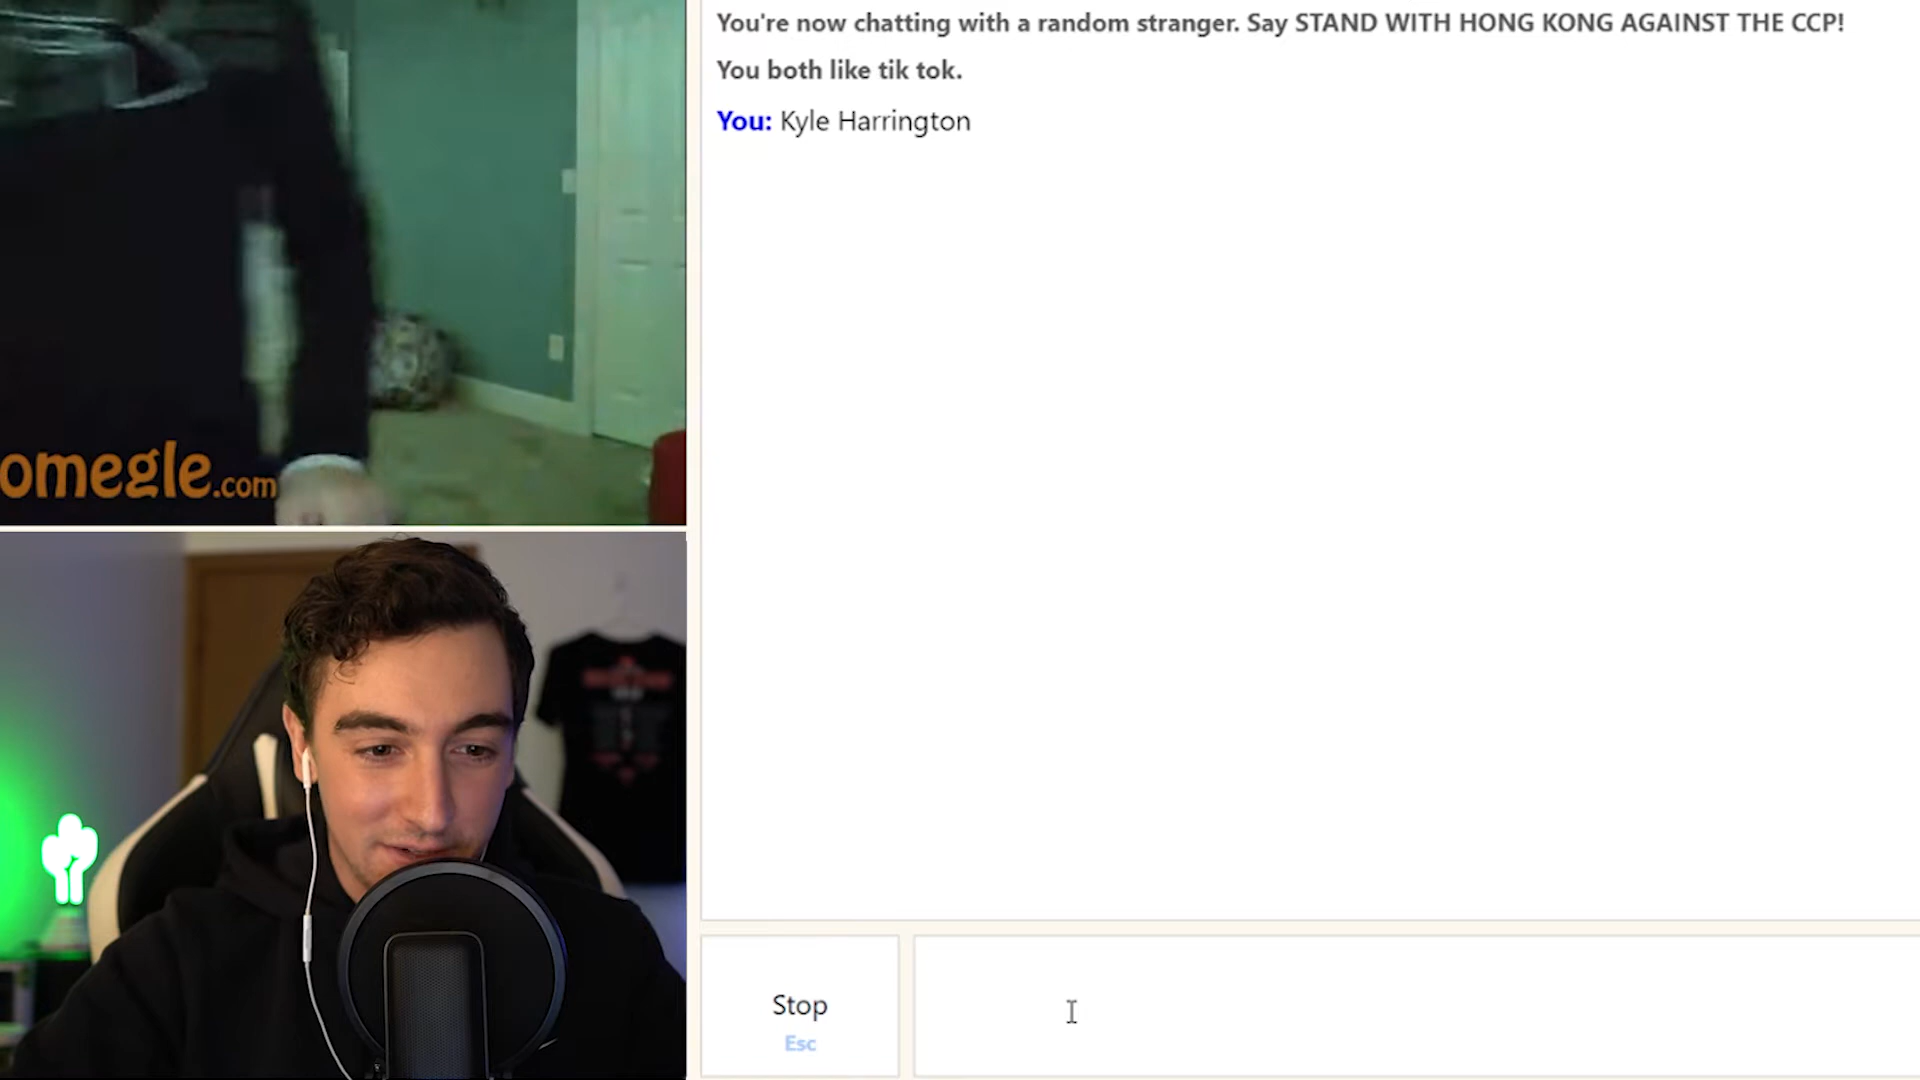 You're now chatting with a random stranger. Say STAND WITH HONG KONG AGAINST THE CCP!
You both like tik tok.
You: Kyle Harrington
omegle.com
Stop
Esc